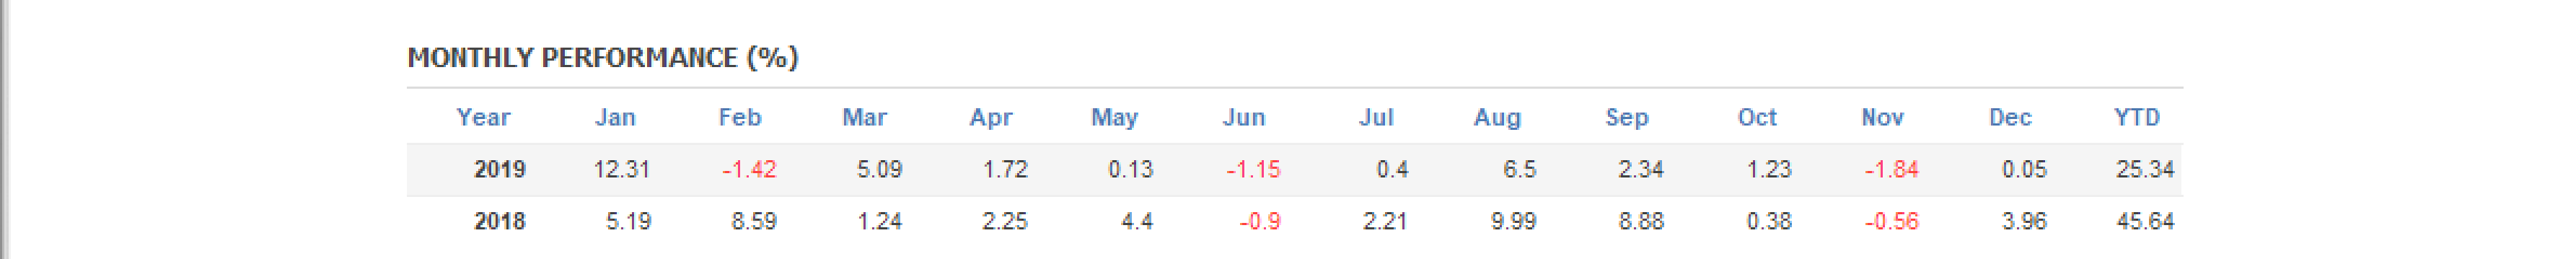 MONTHLY PERFORMANCE (%)
Year Jan Feb Mar Apr May Jun Jul Aug Sep Oct Nov Dec YTD
2019 12.31 -1.42 5.09 1.72 0.13 -1.15 0.4 6.5 2.34 1.23 -1.84 0.05 25.34
2018 5.19 8.59 1.24 2.25 4.4 -0.9 2.21 9.99 8.88 0.38 -0.56 3.96 45.64